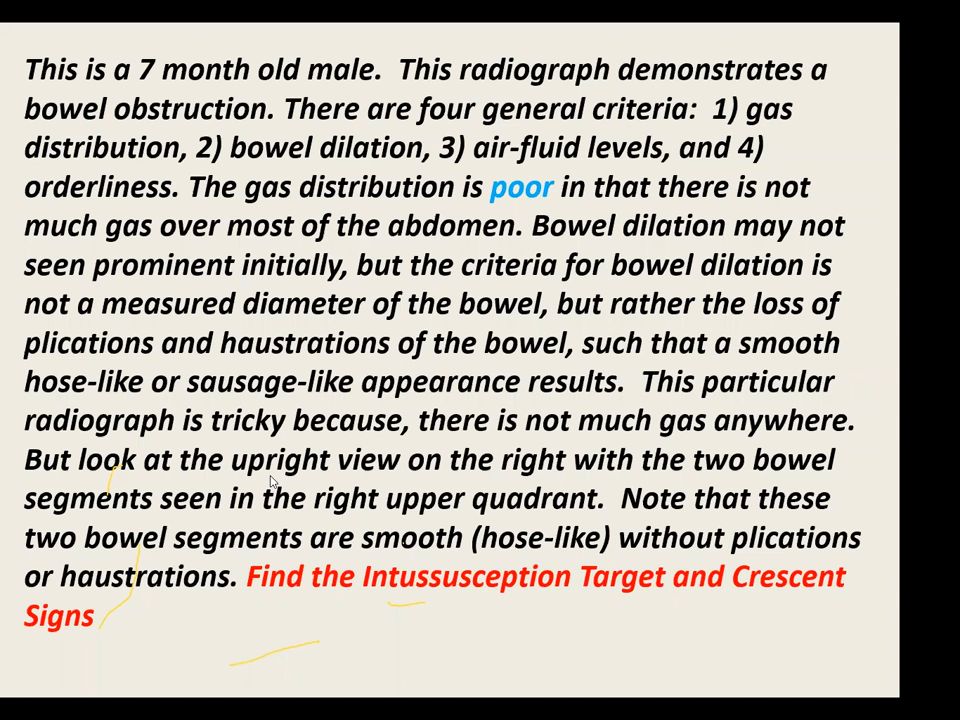 This is a 7 month old male.  This radiograph demonstrates a
bowel obstruction. There are four general criteria:  1) gas
distribution, 2) bowel dilation, 3) air-fluid levels, and 4)
orderliness. The gas distribution is poor in that there is not
much gas over most of the abdomen. Bowel dilation may not
seen prominent initially, but the criteria for bowel dilation is
not a measured diameter of the bowel, but rather the loss of
plications and haustrations of the bowel, such that a smooth
hose-like or sausage-like appearance results.  This particular
radiograph is tricky because, there is not much gas anywhere.
But look at the upright view on the right with the two bowel
segments seen in the right upper quadrant.  Note that these
two bowel segments are smooth (hose-like) without plications
or haustrations. Find the Intussusception Target and Crescent
Signs